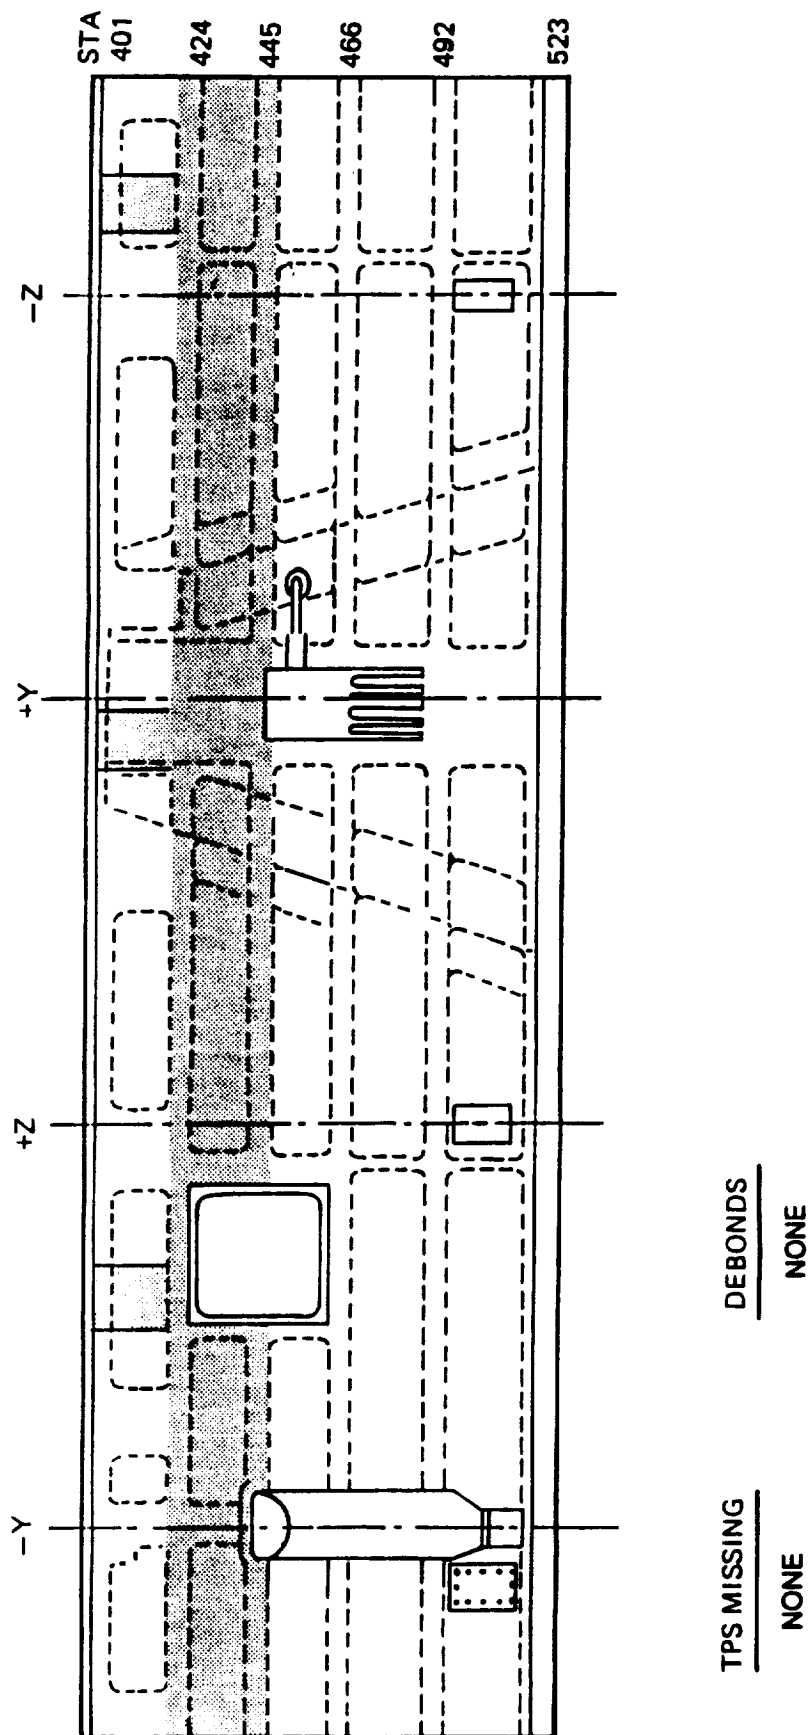 STA
401
424
445
466
492
523
−Z
+Y
+Z
−Y
TPS MISSING
NONE
DEBONDS
NONE